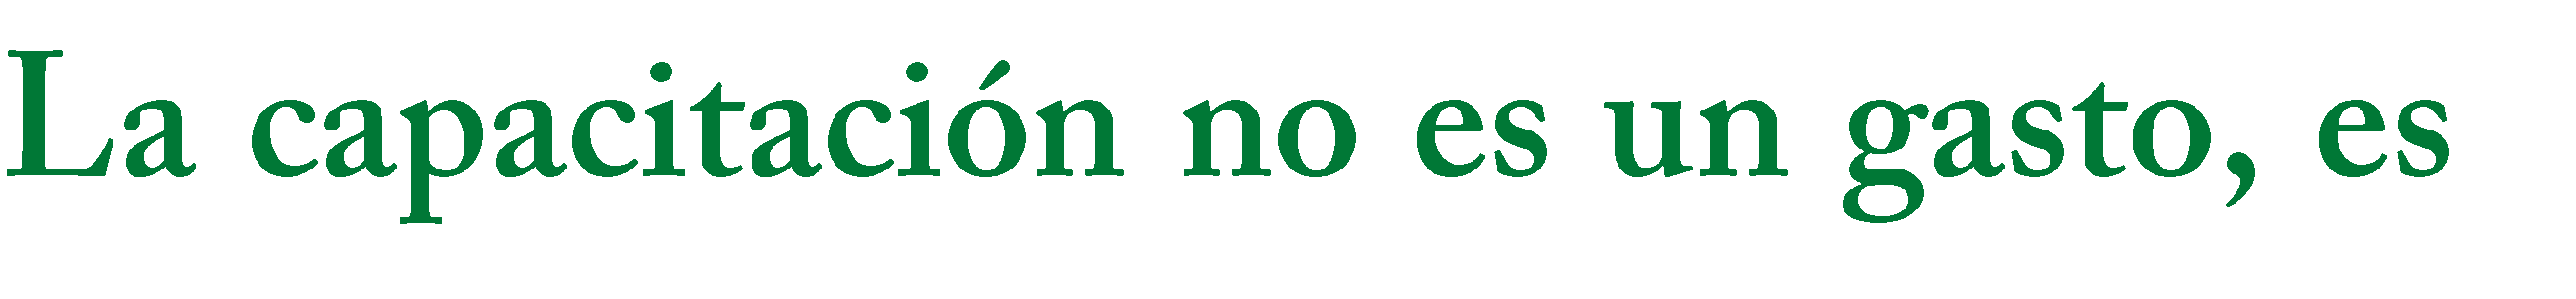 La capacitación no es un gasto, es